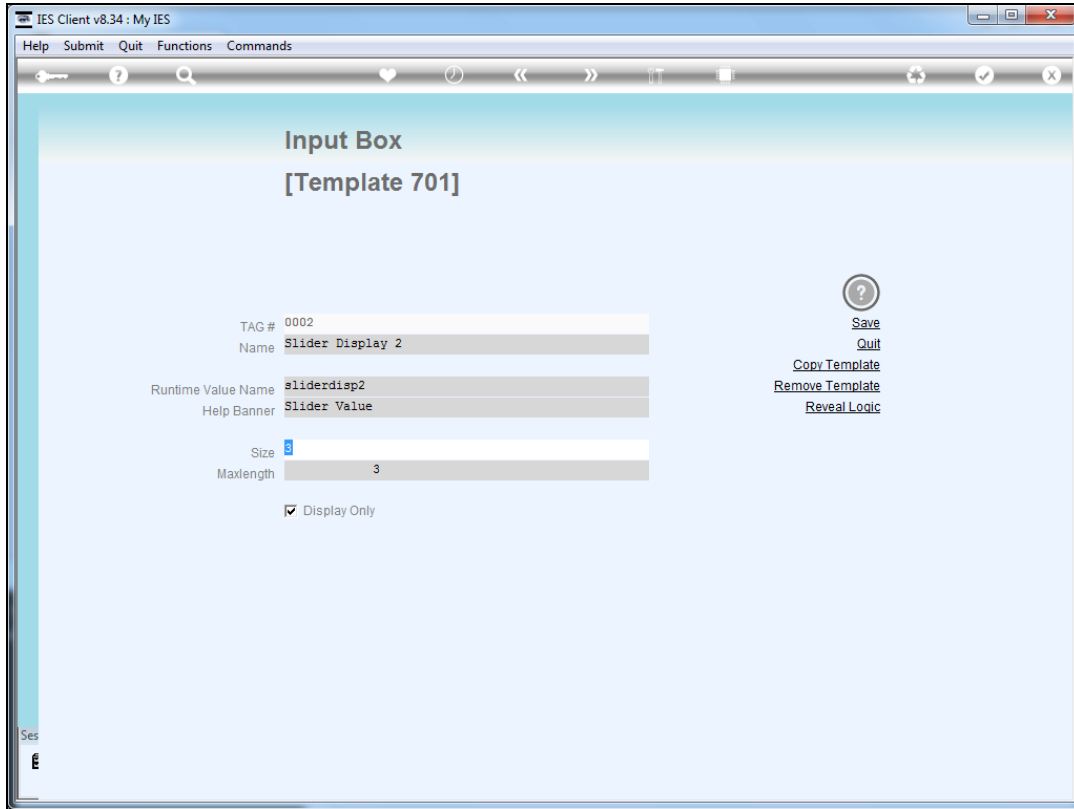 IES Client v8.34 : My IES
Help Submit Quit Functions Commands
Input Box
[Template 701]
TAG # 0002
Name Slider Display 2
Runtime Value Name sliderdisp2
Help Banner Slider Value
Size 3
Maxlength 3
Display Only
Save
Quit
Copy Template
Remove Template
Reveal Logic
Ses